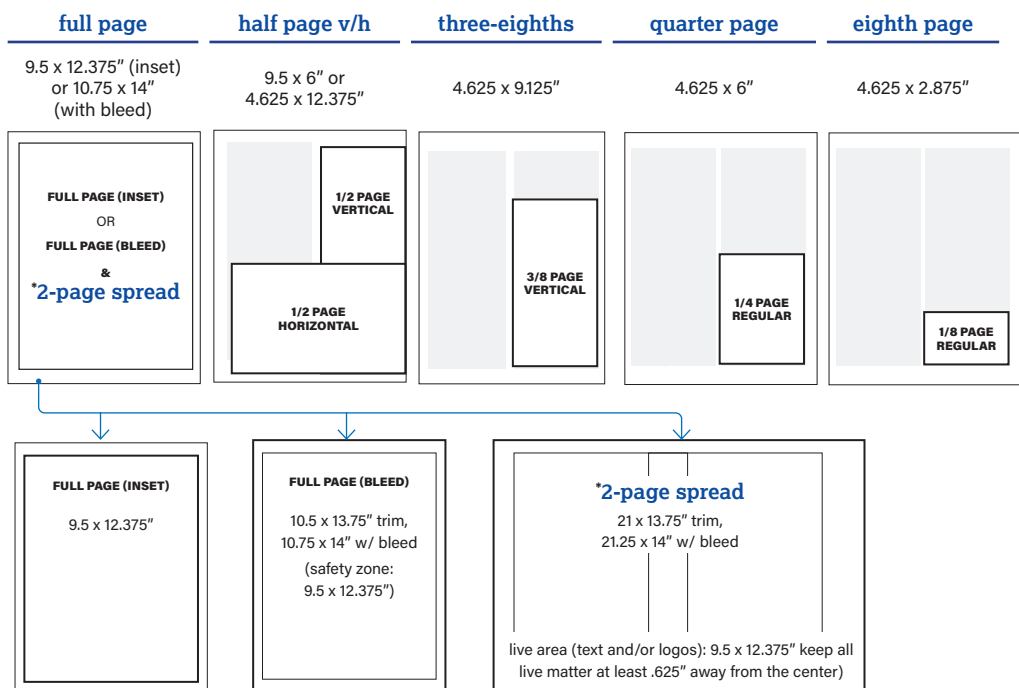 full page
half page v/h
three-eighths
quarter page
eighth page
9.5 x 12.375″ (inset)
or 10.75 x 14″
(with bleed)
9.5 x 6″ or
4.625 x 12.375″
4.625 x 9.125″
4.625 x 6″
4.625 x 2.875″
FULL PAGE (INSET)
OR
FULL PAGE (BLEED)
&
*2-page spread
1/2 PAGE
VERTICAL
1/2 PAGE
HORIZONTAL
3/8 PAGE
VERTICAL
1/4 PAGE
REGULAR
1/8 PAGE
REGULAR
FULL PAGE (INSET)
9.5 x 12.375″
FULL PAGE (BLEED)
10.5 x 13.75″ trim,
10.75 x 14″ w/ bleed
(safety zone:
9.5 x 12.375″)
*2-page spread
21 x 13.75″ trim,
21.25 x 14″ w/ bleed
live area (text and/or logos): 9.5 x 12.375″ keep all
live matter at least .625″ away from the center)